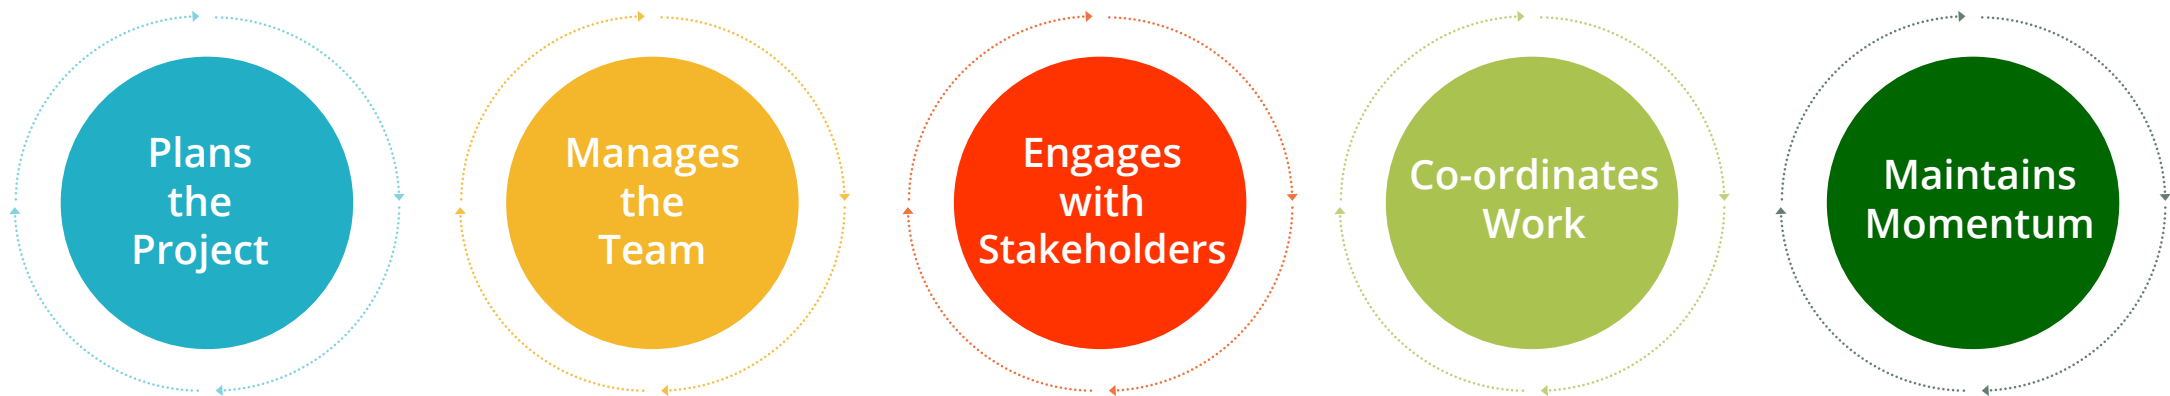 Plans
the
Project
Manages
the
Team
Engages
with
Stakeholders
Co-ordinates
Work
Maintains
Momentum